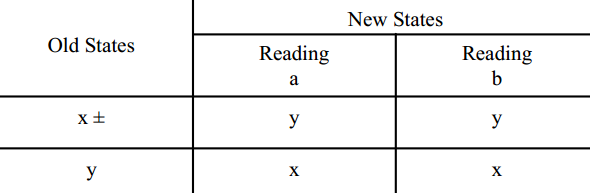 Old States
New States
Reading a
Reading b
x ±
y
y
y
x
x